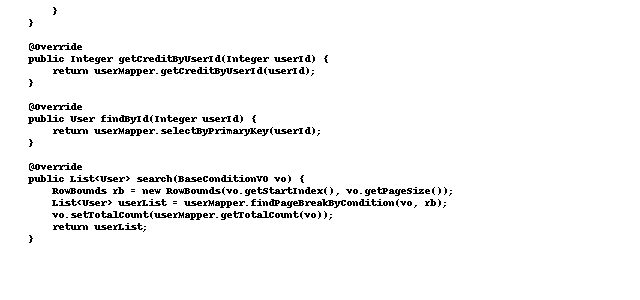 }
}

@Override
public Integer getCreditByUserId(Integer userId) {
    return userMapper.getCreditByUserId(userId);
}

@Override
public User findById(Integer userId) {
    return userMapper.selectByPrimaryKey(userId);
}

@Override
public List<User> search(BaseConditionVO vo) {
    RowBounds rb = new RowBounds(vo.getStartIndex(), vo.getPageSize());
    List<User> userList = userMapper.findPageBreakByCondition(vo, rb);
    vo.setTotalCount(userMapper.getTotalCount(vo));
    return userList;
}